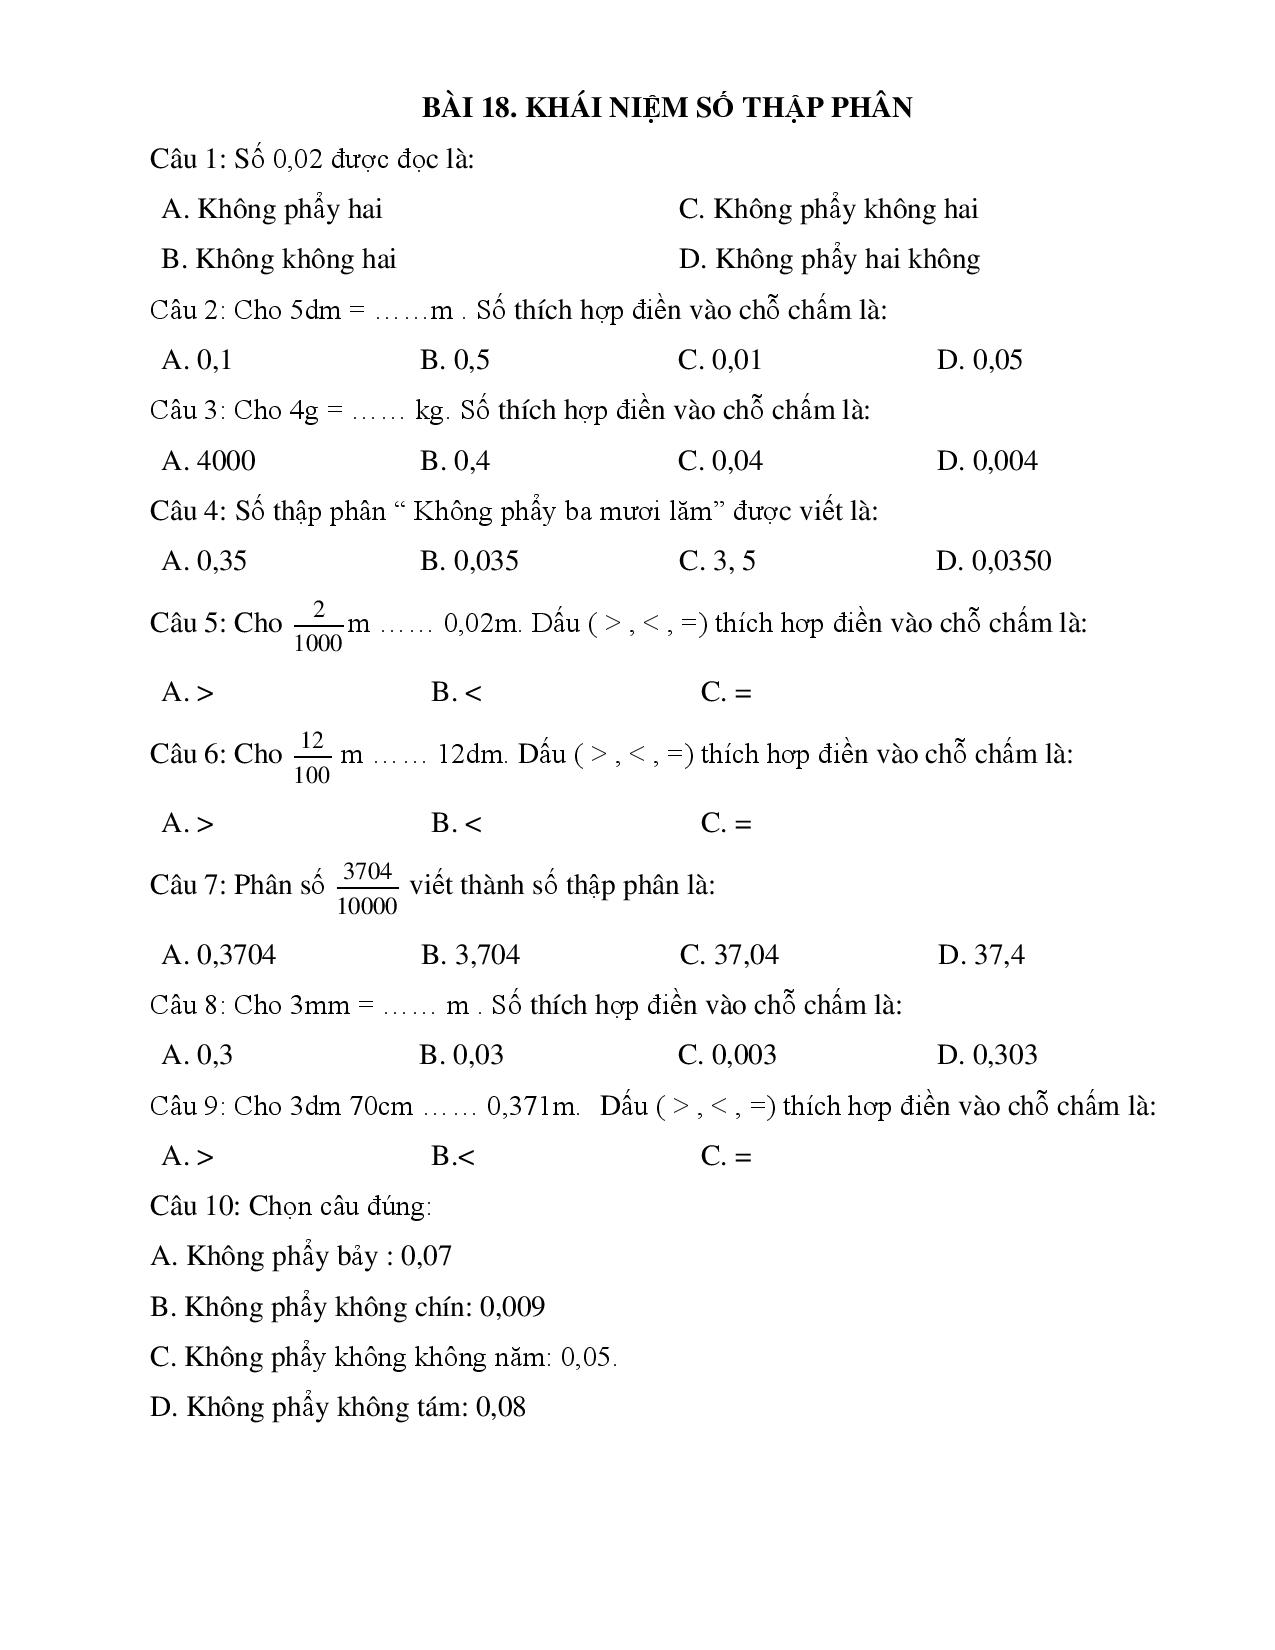 BÀI 18. KHÁI NIỆM SỐ THẬP PHÂN
Câu 1: Số 0,02 được đọc là:
A. Không phẩy hai C. Không phẩy không hai
B. Không không hai D. Không phẩy hai không
Câu 2: Cho 5dm = ……m . Số thích hợp điền vào chỗ chấm là:
A. 0,1 B. 0,5 C. 0,01 D. 0,05
Câu 3: Cho 4g = …… kg. Số thích hợp điền vào chỗ chấm là:
A. 4000 B. 0,4 C. 0,04 D. 0,004
Câu 4: Số thập phân “ Không phẩy ba mươi lăm” được viết là:
A. 0,35 B. 0,035 C. 3, 5 D. 0,0350
Câu 5: Cho 2/1000 m …… 0,02m. Dấu ( > , < , =) thích hơp điền vào chỗ chấm là:
A. > B. < C. =
Câu 6: Cho 12/100 m …… 12dm. Dấu ( > , < , =) thích hơp điền vào chỗ chấm là:
A. > B. < C. =
Câu 7: Phân số 3704/10000 viết thành số thập phân là:
A. 0,3704 B. 3,704 C. 37,04 D. 37,4
Câu 8: Cho 3mm = …… m . Số thích hợp điền vào chỗ chấm là:
A. 0,3 B. 0,03 C. 0,003 D. 0,303
Câu 9: Cho 3dm 70cm …… 0,371m. Dấu ( > , < , =) thích hơp điền vào chỗ chấm là:
A. > B.< C. =
Câu 10: Chọn câu đúng:
A. Không phẩy bảy : 0,07
B. Không phẩy không chín: 0,009
C. Không phẩy không không năm: 0,05.
D. Không phẩy không tám: 0,08